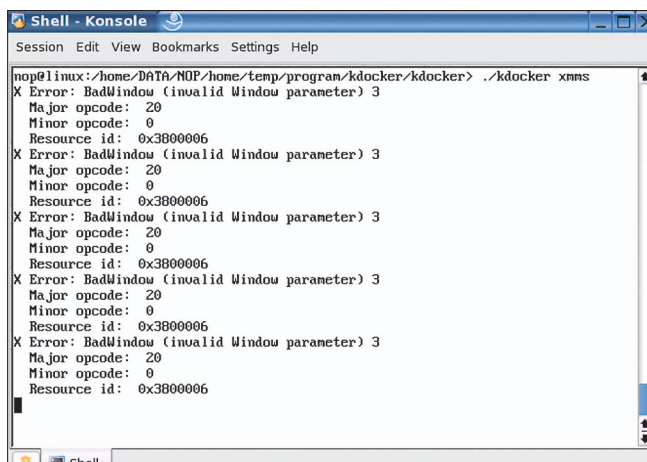 Shell - Konsole
Session Edit View Bookmarks Settings Help
nop@linux:/home/DATA/NOP/home/temp/program/kdocker/kdocker> ./kdocker xmms
X Error: BadWindow (invalid Window parameter) 3
  Major opcode:  20
  Minor opcode:  0
  Resource id:  0x3800006
X Error: BadWindow (invalid Window parameter) 3
  Major opcode:  20
  Minor opcode:  0
  Resource id:  0x3800006
X Error: BadWindow (invalid Window parameter) 3
  Major opcode:  20
  Minor opcode:  0
  Resource id:  0x3800006
X Error: BadWindow (invalid Window parameter) 3
  Major opcode:  20
  Minor opcode:  0
  Resource id:  0x3800006
X Error: BadWindow (invalid Window parameter) 3
  Major opcode:  20
  Minor opcode:  0
  Resource id:  0x3800006
Shell